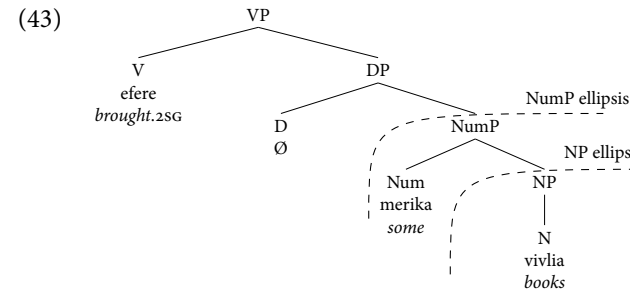 (43)
VP
V
DP
efere
brought.2SG
NumP ellipsis
D
NumP
Ø
NP ellips
Num
NP
merika
some
N
vivlia
books